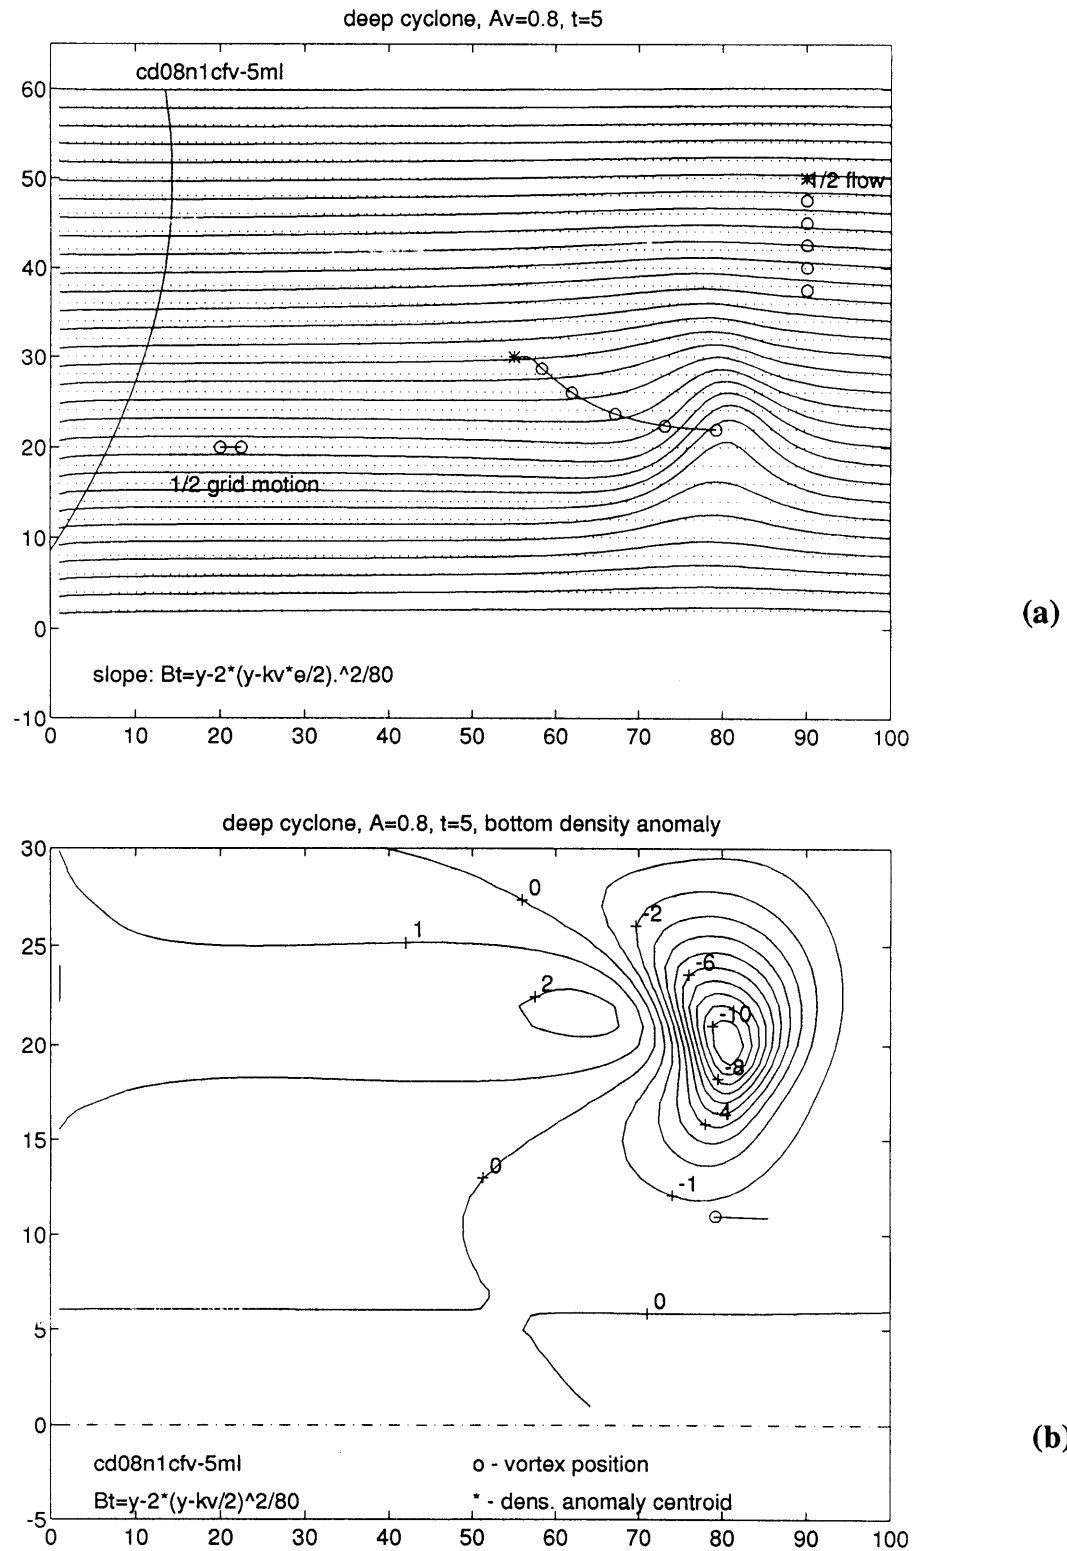 deep cyclone, Av=0.8, t=5
cd08n1cfv-5ml
60
50
40
30
20
10
0
-10
*1/2 flow
1/2 grid motion
slope: Bt=y-2*(y-kv*e/2).^2/80
0 10 20 30 40 50 60 70 80 90 100
(a)
deep cyclone, A=0.8, t=5, bottom density anomaly
30
25
20
15
10
5
0
-5
0
1
2
-2
-6
-10
-8
-4
-1
0
0
cd08n1cfv-5ml
Bt=y-2*(y-kv/2)^2/80
o - vortex position
* - dens. anomaly centroid
0 10 20 30 40 50 60 70 80 90 100
(b)